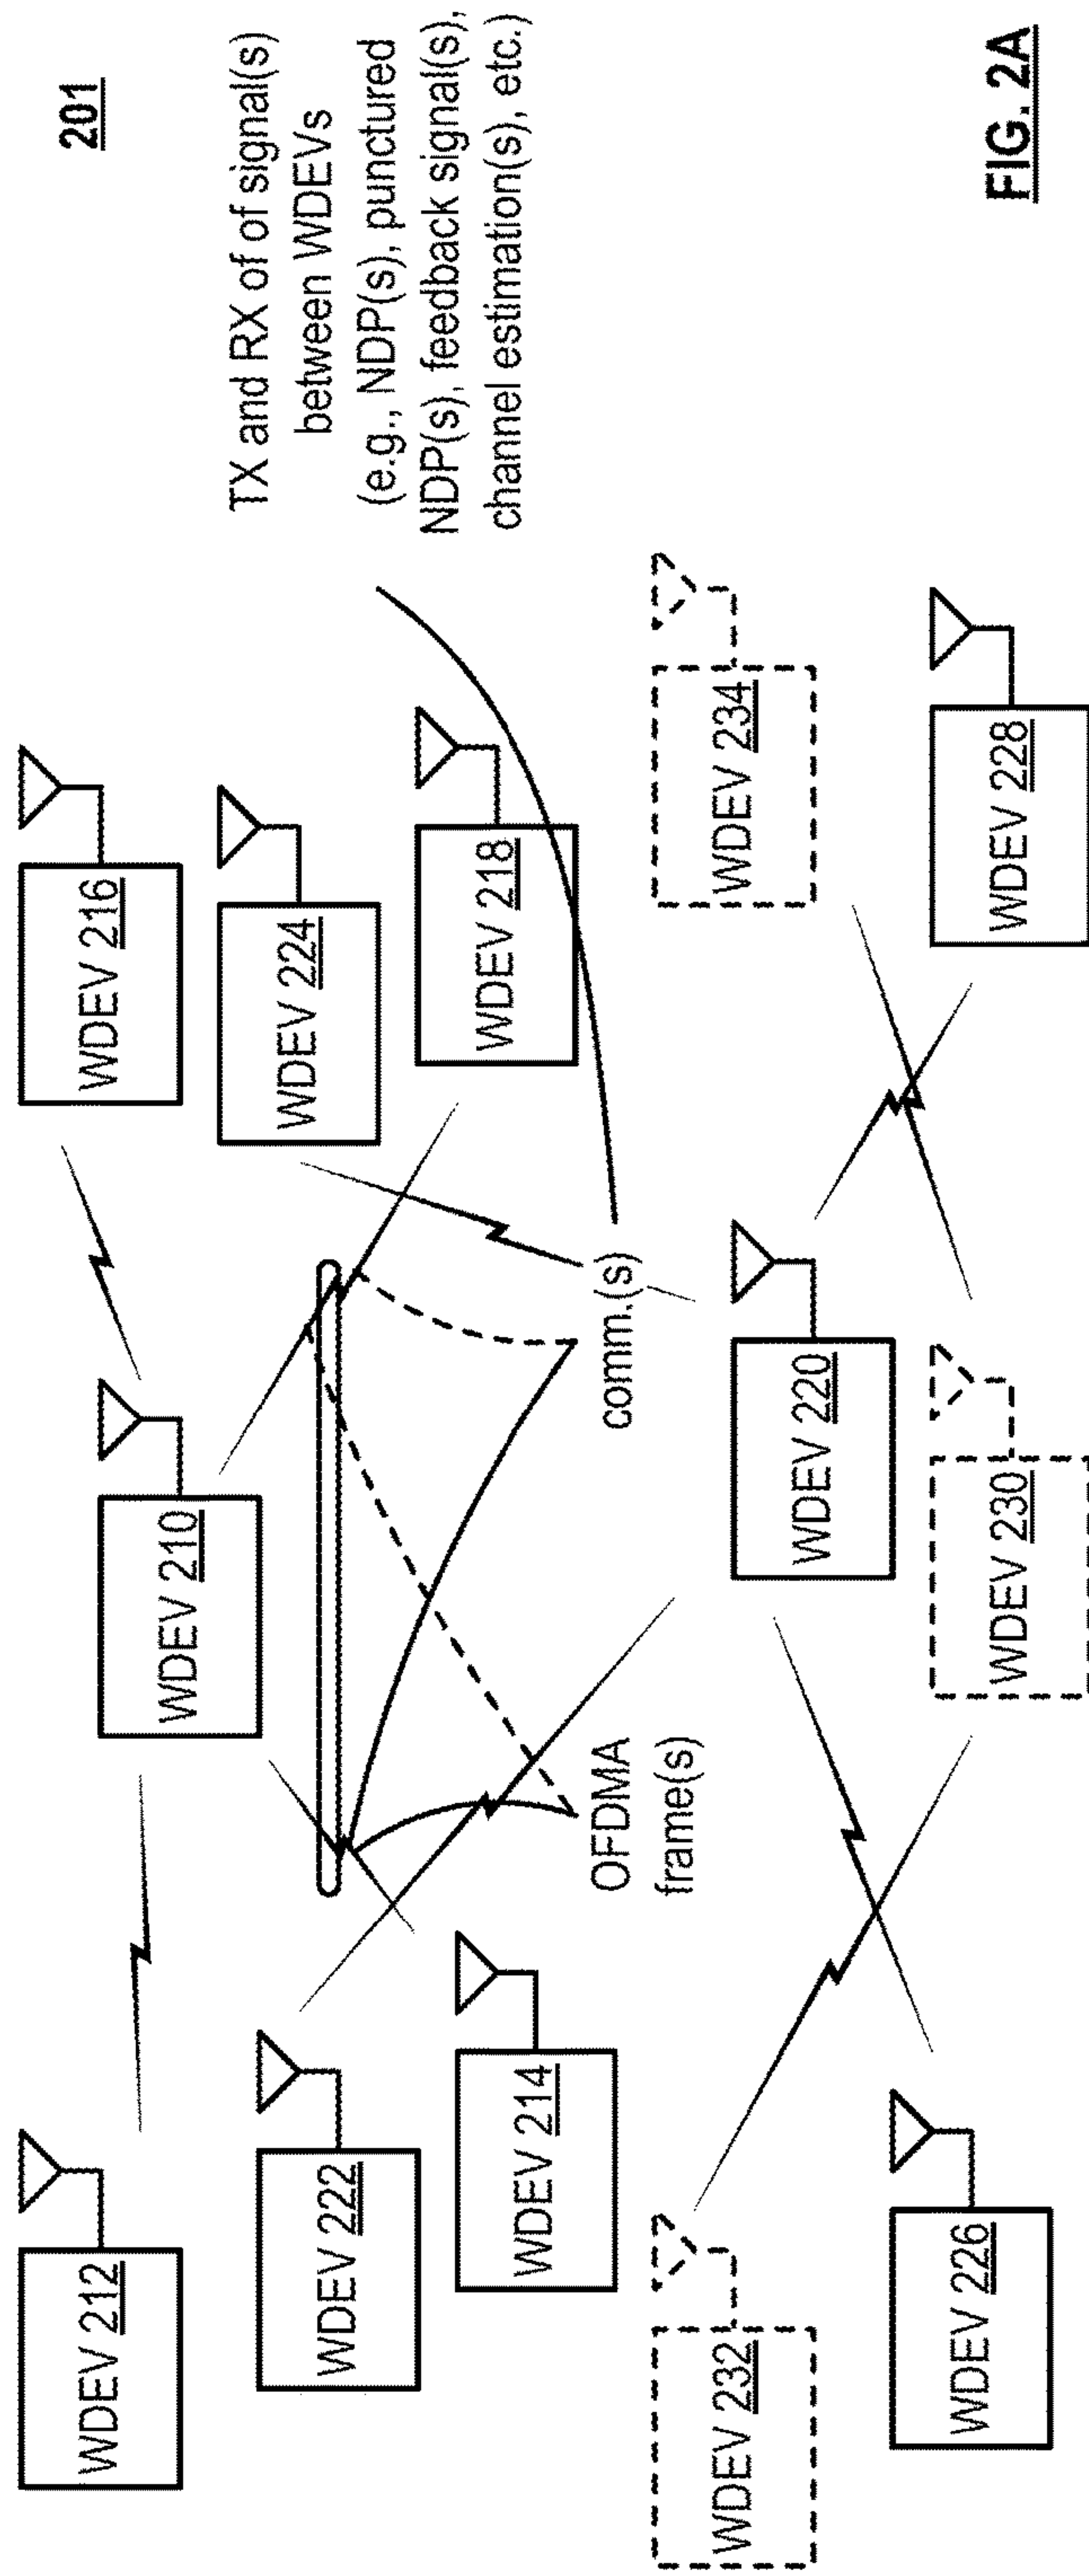 201
TX and RX of of signal(s)
between WDEVs
(e.g., NDP(s), punctured
NDP(s), feedback signal(s),
channel estimation(s), etc.)
WDEV 212
WDEV 216
WDEV 210
WDEV 224
WDEV 222
WDEV 218
WDEV 214
OFDMA
frame(s)
comm.(s)
WDEV 232
WDEV 234
WDEV 220
WDEV 226
WDEV 230
WDEV 228
FIG. 2A